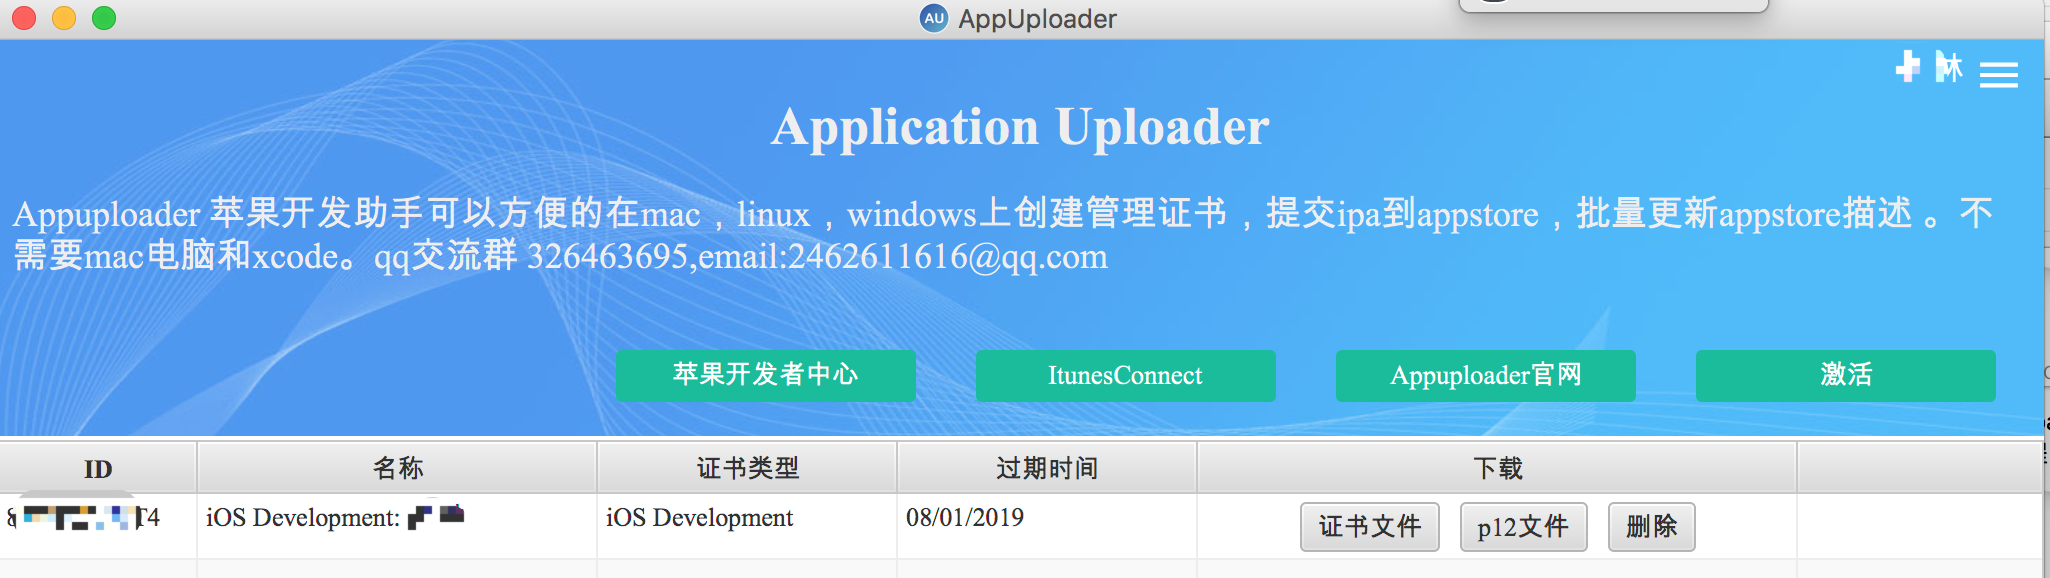 AU AppUploader
林
Application Uploader
Appuploader 苹果开发助手可以方便的在mac，linux，windows上创建管理证书，提交ipa到appstore，批量更新appstore描述 。不
需要mac电脑和xcode。qq交流群 326463695,email:2462611616@qq.com
苹果开发者中心 ItunesConnect Appuploader官网 激活
ID 名称 证书类型 过期时间 下载
T4 iOS Development: iOS Development 08/01/2019 证书文件 p12文件 删除